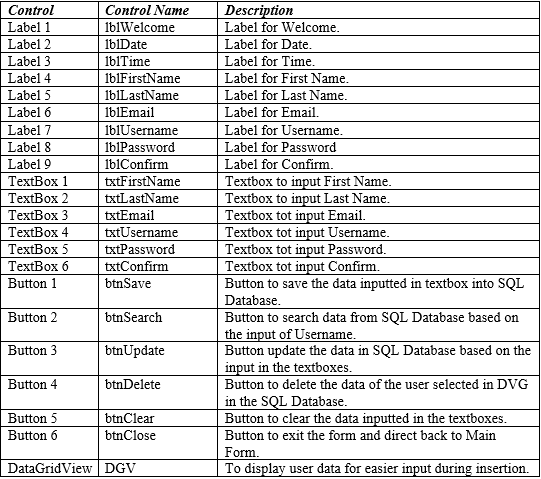 Control Control Name Description
Label 1 lblWelcome Label for Welcome.
Label 2 lblDate Label for Date.
Label 3 lblTime Label for Time.
Label 4 lblFirstName Label for First Name.
Label 5 lblLastName Label for Last Name.
Label 6 lblEmail Label for Email.
Label 7 lblUsername Label for Username.
Label 8 lblPassword Label for Password
Label 9 lblConfirm Label for Confirm.
TextBox 1 txtFirstName Textbox to input First Name.
TextBox 2 txtLastName Textbox to input Last Name.
TextBox 3 txtEmail Textbox tot input Email.
TextBox 4 txtUsername Textbox tot input Username.
TextBox 5 txtPassword Textbox tot input Password.
TextBox 6 txtConfirm Textbox tot input Confirm.
Button 1 btnSave Button to save the data inputted in textbox into SQL
Database.
Button 2 btnSearch Button to search data from SQL Database based on
the input of Username.
Button 3 btnUpdate Button update the data in SQL Database based on the
input in the textboxes.
Button 4 btnDelete Button to delete the data of the user selected in DVG
in the SQL Database.
Button 5 btnClear Button to clear the data inputted in the textboxes.
Button 6 btnClose Button to exit the form and direct back to Main
Form.
DataGridView DGV To display user data for easier input during insertion.